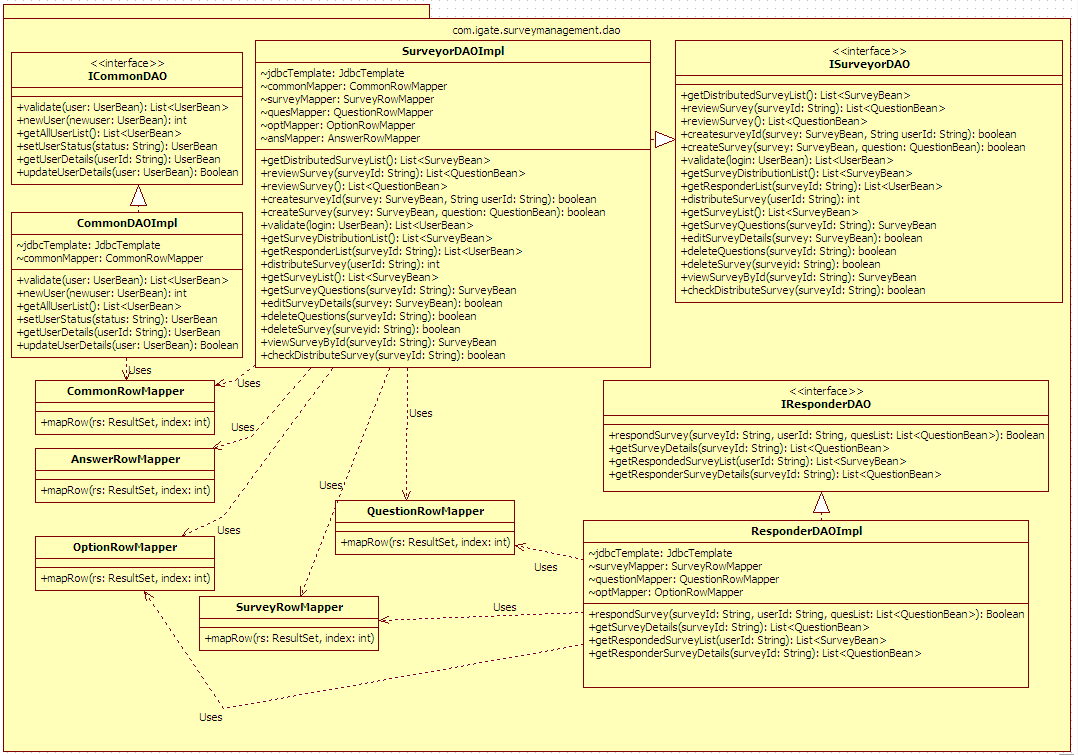 com.igate.surveymanagement.dao
<<interface>>
ICommonDAO
+validate(user: UserBean): List<UserBean>
+newUser(newuser: UserBean): int
+getAllUserList(): List<UserBean>
+setUserStatus(status: String): UserBean
+getUserDetails(userId: String): UserBean
+updateUserDetails(user: UserBean): Boolean
CommonDAOImpl
~jdbcTemplate: JdbcTemplate
~commonMapper: CommonRowMapper
+validate(user: UserBean): List<UserBean>
+newUser(newuser: UserBean): int
+getAllUserList(): List<UserBean>
+setUserStatus(status: String): UserBean
+getUserDetails(userId: String): UserBean
+updateUserDetails(user: UserBean): Boolean
SurveyorDAOImpl
~jdbcTemplate: JdbcTemplate
~commonMapper: CommonRowMapper
~surveyMapper: SurveyRowMapper
~quesMapper: QuestionRowMapper
~optMapper: OptionRowMapper
~ansMapper: AnswerRowMapper
+getDistributedSurveyList(): List<SurveyBean>
+reviewSurvey(surveyId: String): List<QuestionBean>
+reviewSurvey(): List<QuestionBean>
+createsurveyId(survey: SurveyBean, String userId: String): boolean
+createSurvey(survey: SurveyBean, question: QuestionBean): boolean
+validate(login: UserBean): List<UserBean>
+getSurveyDistributionList(): List<SurveyBean>
+getResponderList(surveyId: String): List<UserBean>
+distributeSurvey(userId: String): int
+getSurveyList(): List<SurveyBean>
+getSurveyQuestions(surveyId: String): SurveyBean
+editSurveyDetails(survey: SurveyBean): boolean
+deleteQuestions(surveyId: String): boolean
+deleteSurvey(surveyid: String): boolean
+viewSurveyById(surveyId: String): SurveyBean
+checkDistributeSurvey(surveyId: String): boolean
<<interface>>
ISurveyorDAO
+getDistributedSurveyList(): List<SurveyBean>
+reviewSurvey(surveyId: String): List<QuestionBean>
+reviewSurvey(): List<QuestionBean>
+createsurveyId(survey: SurveyBean, String userId: String): boolean
+createSurvey(survey: SurveyBean, question: QuestionBean): boolean
+validate(login: UserBean): List<UserBean>
+getSurveyDistributionList(): List<SurveyBean>
+getResponderList(surveyId: String): List<UserBean>
+distributeSurvey(userId: String): int
+getSurveyList(): List<SurveyBean>
+getSurveyQuestions(surveyId: String): SurveyBean
+editSurveyDetails(survey: SurveyBean): boolean
+deleteQuestions(surveyId: String): boolean
+deleteSurvey(surveyid: String): boolean
+viewSurveyById(surveyId: String): SurveyBean
+checkDistributeSurvey(surveyId: String): boolean
Uses
Uses
CommonRowMapper
+mapRow(rs: ResultSet, index: int)
Uses
Uses
AnswerRowMapper
+mapRow(rs: ResultSet, index: int)
Uses
Uses
OptionRowMapper
+mapRow(rs: ResultSet, index: int)
QuestionRowMapper
+mapRow(rs: ResultSet, index: int)
Uses
SurveyRowMapper
+mapRow(rs: ResultSet, index: int)
Uses
Uses
<<interface>>
IResponderDAO
+respondSurvey(surveyId: String, userId: String, quesList: List<QuestionBean>): Boolean
+getSurveyDetails(surveyId: String): List<QuestionBean>
+getRespondedSurveyList(userId: String): List<SurveyBean>
+getResponderSurveyDetails(surveyId: String): List<QuestionBean>
ResponderDAOImpl
~jdbcTemplate: JdbcTemplate
~surveyMapper: SurveyRowMapper
~questionMapper: QuestionRowMapper
~optMapper: OptionRowMapper
+respondSurvey(surveyId: String, userId: String, quesList: List<QuestionBean>): Boolean
+getSurveyDetails(surveyId: String): List<QuestionBean>
+getRespondedSurveyList(userId: String): List<SurveyBean>
+getResponderSurveyDetails(surveyId: String): List<QuestionBean>